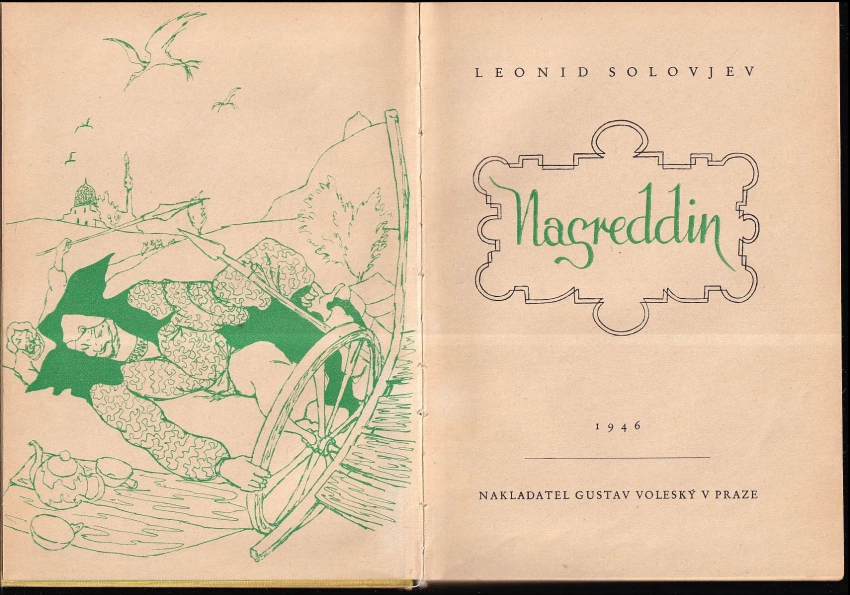 LEONID SOLOVJEV
Nasreddin
1946
NAKLADATEL GUSTAV VOLESKÝ V PRAZE